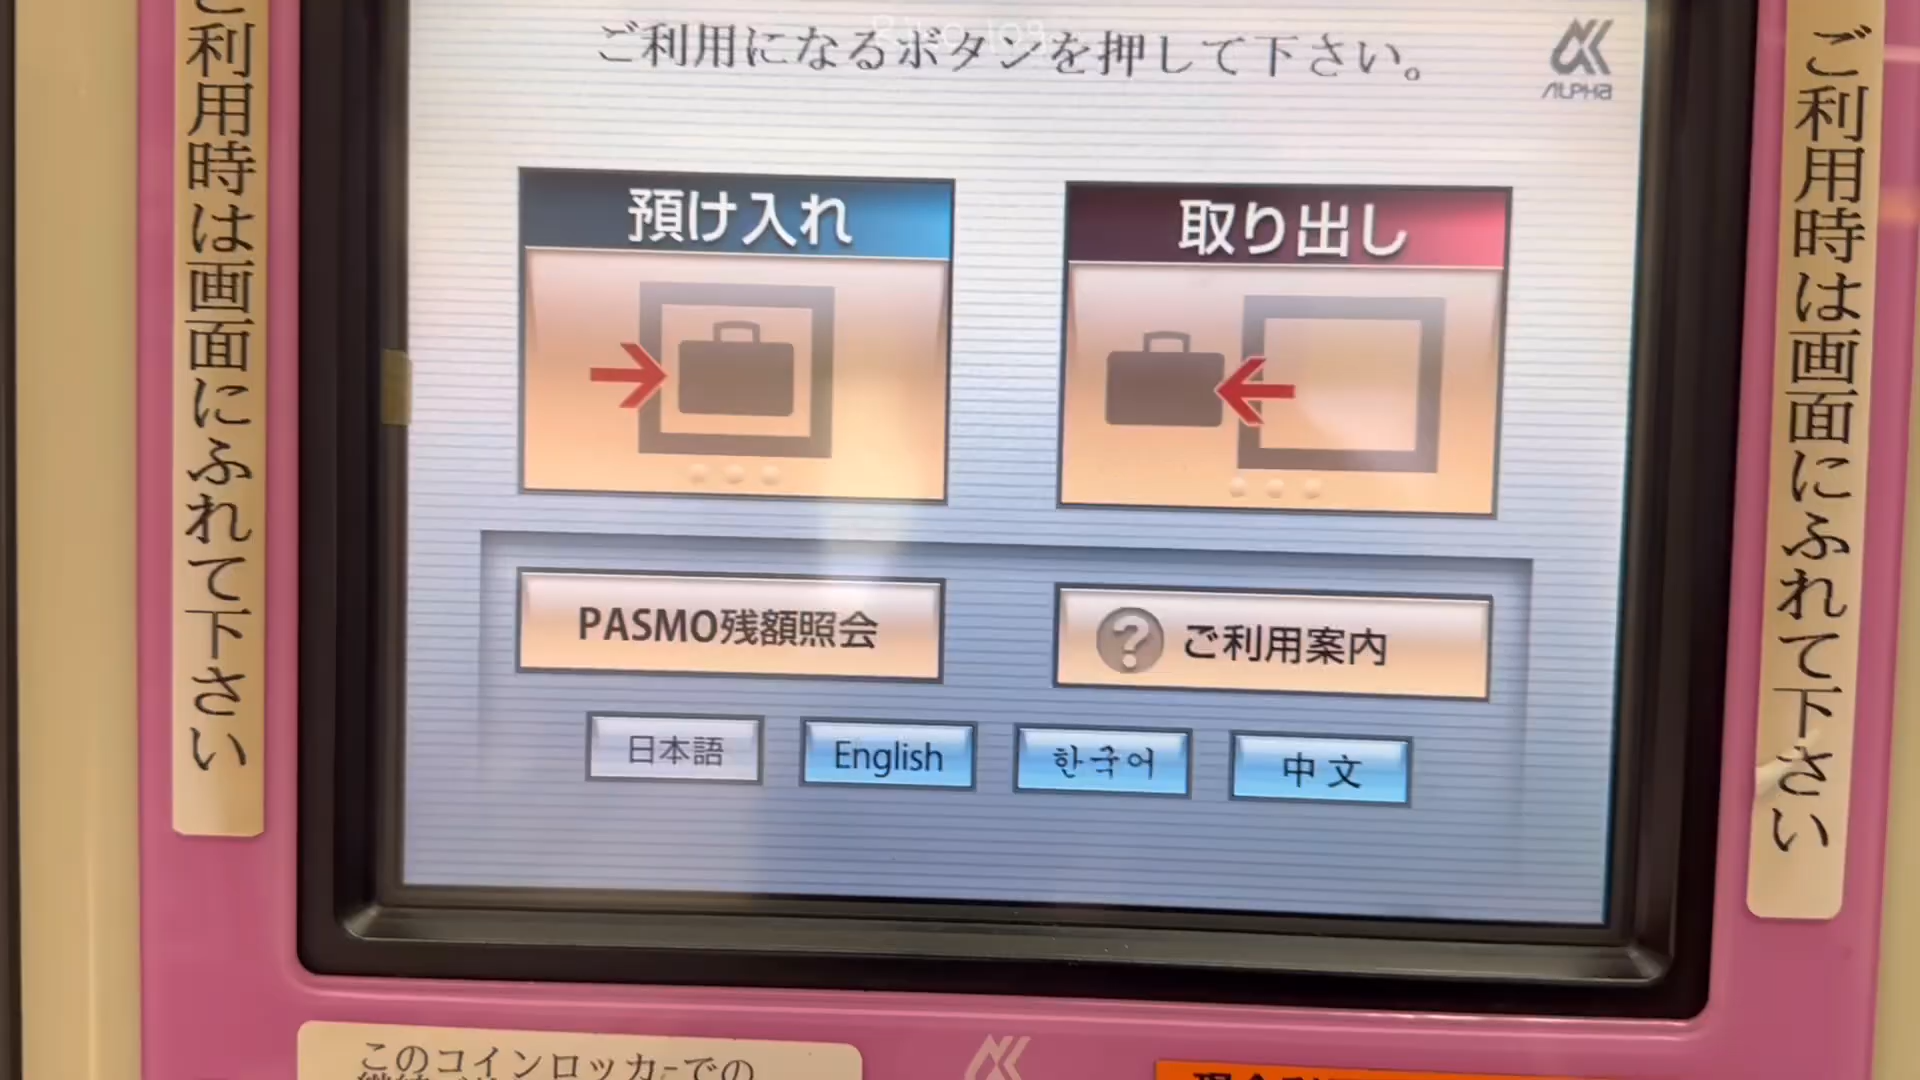 ご利用になるボタンを押して下さい。
ALPHA
預け入れ
取り出し
PASMO残額照会
? ご利用案内
日本語
English
한국어
中文
ご利用時は画面にふれて下さい
ご利用時は画面にふれて下さい
このコインロッカーでの